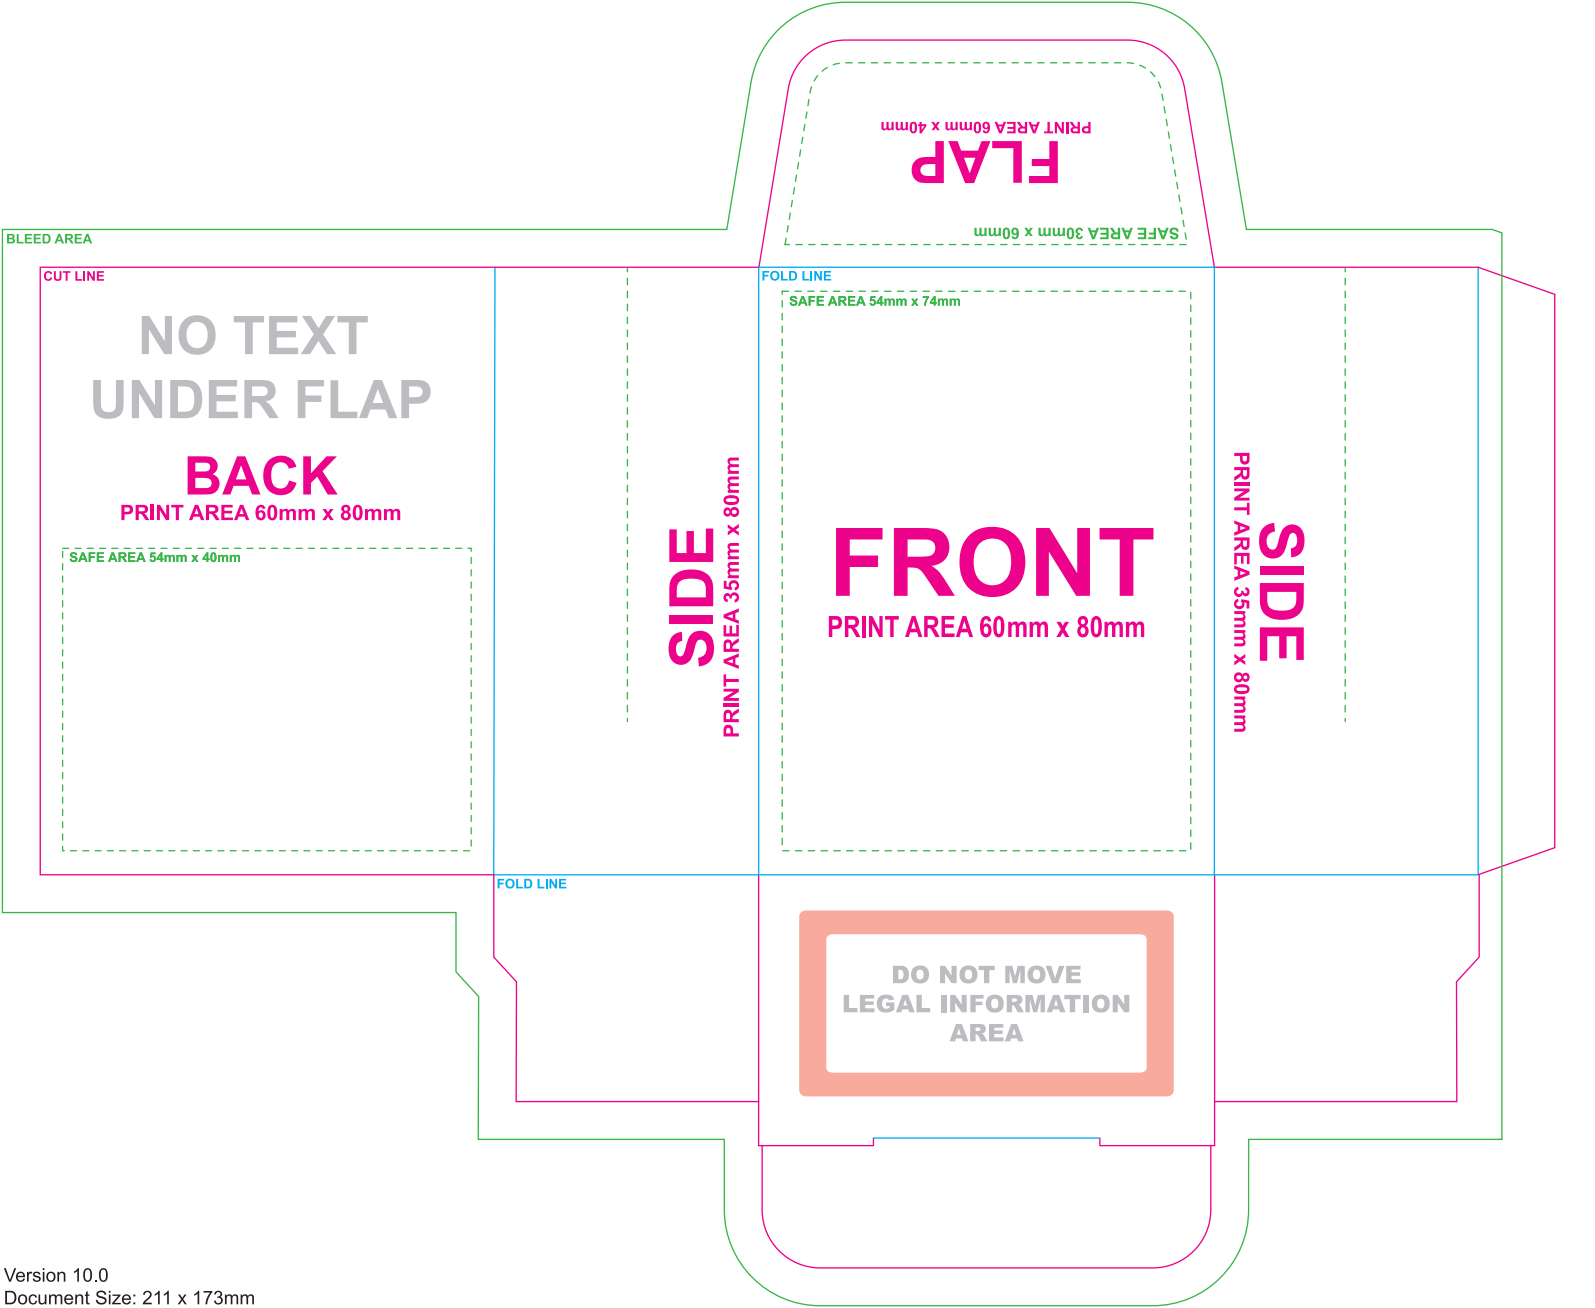 PRINT AREA 60mm x 40mm
FLAP
SAFE AREA 30mm x 60mm
BLEED AREA
CUT LINE
FOLD LINE
SAFE AREA 54mm x 74mm
NO TEXT
UNDER FLAP
BACK
PRINT AREA 60mm x 80mm
SAFE AREA 54mm x 40mm
SIDE
PRINT AREA 35mm x 80mm
FRONT
PRINT AREA 60mm x 80mm
SIDE
PRINT AREA 35mm x 80mm
FOLD LINE
DO NOT MOVE
LEGAL INFORMATION
AREA
Version 10.0
Document Size: 211 x 173mm